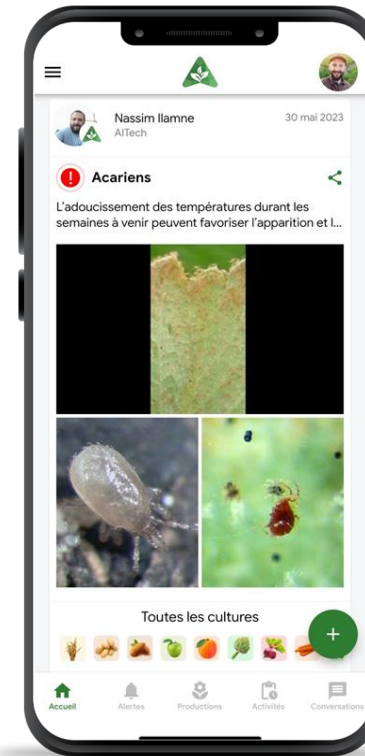 Nassim Ilamne
30 mai 2023
AITech
Acariens
L'adoucissement des températures durant les
semaines à venir peuvent favoriser l'apparition et l...
Toutes les cultures
Accueil
Alertes
Productions
Activités
Conversations